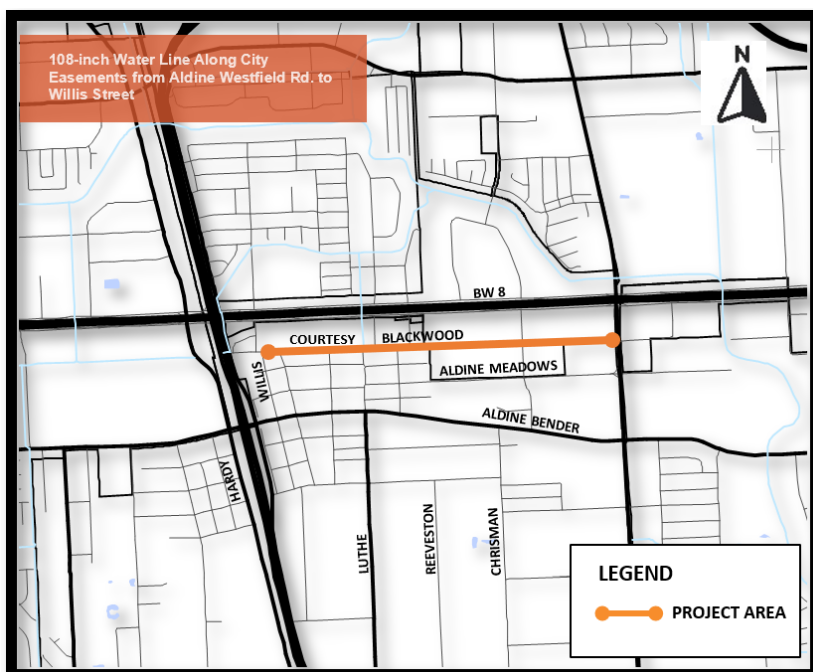 108-inch Water Line Along City
Easements from Aldine Westfield Rd. to
Willis Street
N
BW 8
COURTESY
BLACKWOOD
WILLIS
ALDINE MEADOWS
ALDINE BENDER
HARDY
LUTHE
REEVESTON
CHRISMAN
LEGEND
PROJECT AREA